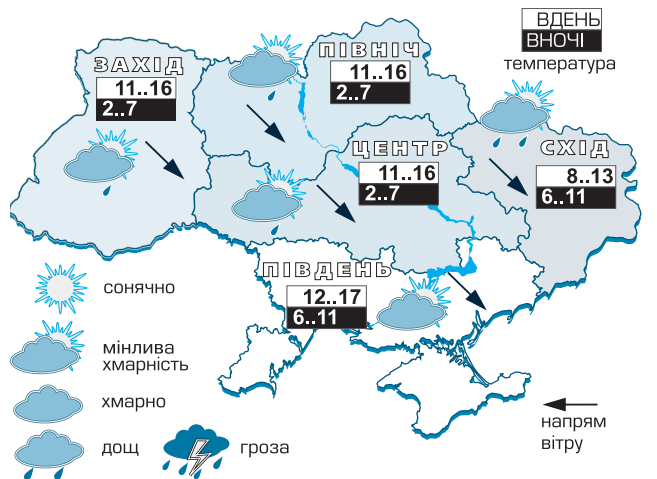 ВДЕНЬ
ВНОЧІ
температура
ПІВНІЧ
11..16
2..7
ЗАХІД
11..16
2..7
ЦЕНТР
11..16
2..7
СХІД
8..13
6..11
ПІВДЕНЬ
12..17
6..11
сонячно
мінлива
хмарність
хмарно
дощ
гроза
напрям
вітру